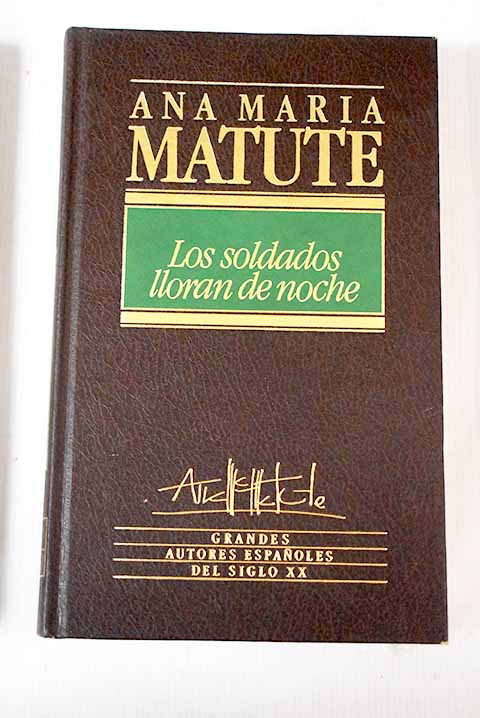 ANA MARIA
MATUTE
Los soldados
lloran de noche
GRANDES
AUTORES ESPAÑOLES
DEL SIGLO XX